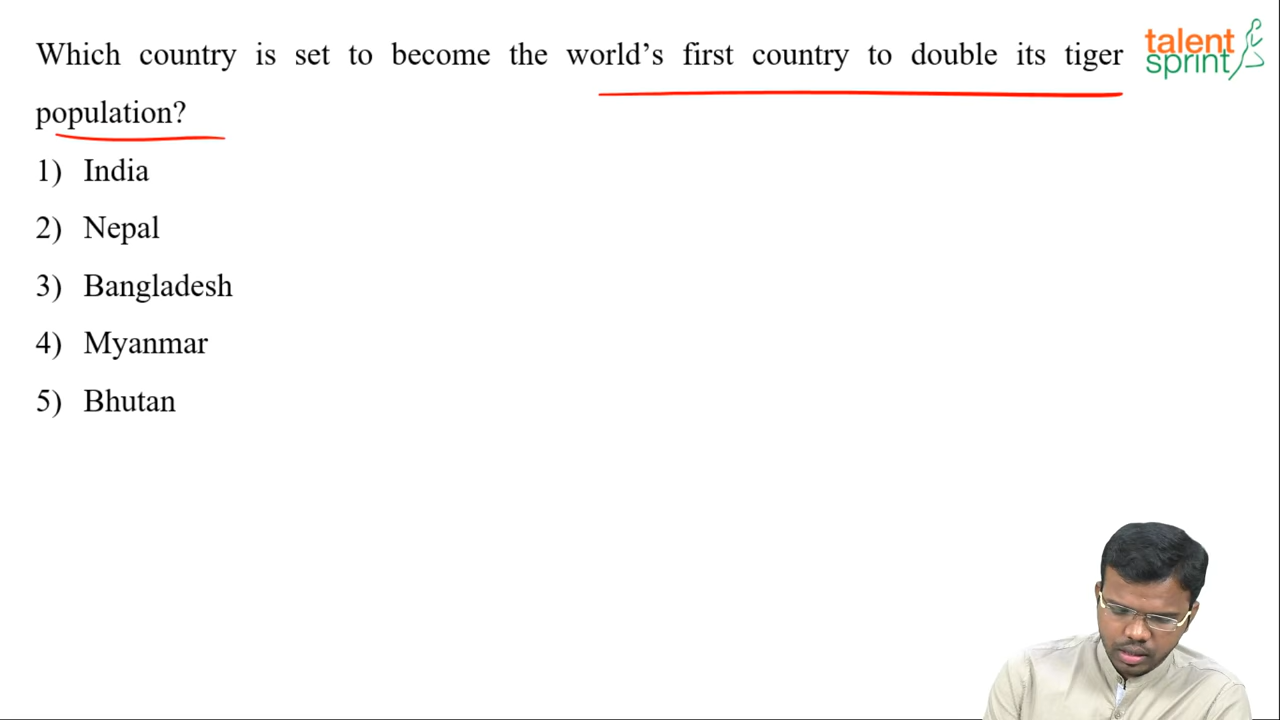 Which country is set to become the world's first country to double its tiger
population?
1) India
2) Nepal
3) Bangladesh
4) Myanmar
5) Bhutan
talent
sprint